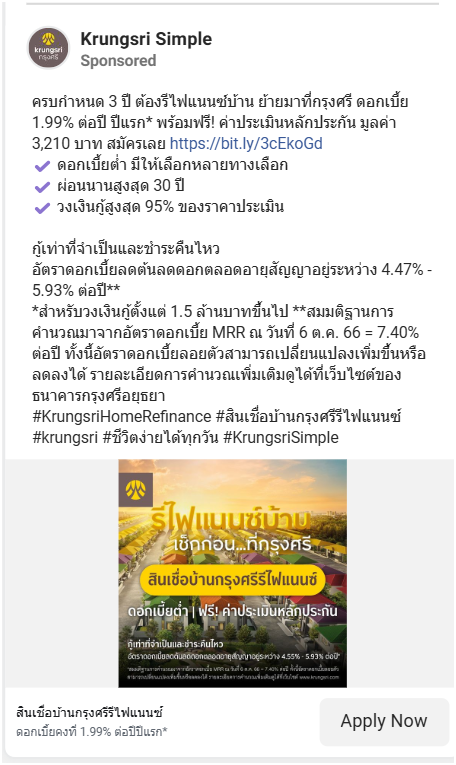 krungsri
กรุงศรี
Krungsri Simple
Sponsored
ครบกำหนด 3 ปี ต้องรีไฟแนนซ์บ้าน ย้ายมาที่กรุงศรี ดอกเบี้ย
1.99% ต่อปี ปีแรก* พร้อมฟรี! ค่าประเมินหลักประกัน มูลค่า
3,210 บาท สมัครเลย https://bit.ly/3cEkoGd
ดอกเบี้ยต่ำ มีให้เลือกหลายทางเลือก
ผ่อนนานสูงสุด 30 ปี
วงเงินกู้สูงสุด 95% ของราคาประเมิน
กู้เท่าที่จำเป็นและชำระคืนไหว
อัตราดอกเบี้ยลดต้นลดดอกตลอดอายุสัญญาอยู่ระหว่าง 4.47% -
5.93% ต่อปี**
*สำหรับวงเงินกู้ตั้งแต่ 1.5 ล้านบาทขึ้นไป **สมมติฐานการ
คำนวณมาจากอัตราดอกเบี้ย MRR ณ วันที่ 6 ต.ค. 66 = 7.40%
ต่อปี ทั้งนี้อัตราดอกเบี้ยลอยตัวสามารถเปลี่ยนแปลงเพิ่มขึ้นหรือ
ลดลงได้ รายละเอียดการคำนวณเพิ่มเติมดูได้ที่เว็บไซต์ของ
ธนาคารกรุงศรีอยุธยา
#KrungsriHomeRefinance #สินเชื่อบ้านกรุงศรีรีไฟแนนซ์
#krungsri #ชีวิตง่ายได้ทุกวัน #KrungsriSimple
รีไฟแนนซ์บ้าน
เช็กก่อน...ที่กรุงศรี
สินเชื่อบ้านกรุงศรีรีไฟแนนซ์
ดอกเบี้ยต่ำ | ฟรี! ค่าประเมินหลักประกัน
กู้เท่าที่จำเป็นและชำระคืนไหว
อัตราดอกเบี้ยลดต้นลดดอกตลอดอายุสัญญาอยู่ระหว่าง 4.55% - 5.93% ต่อปี*
สินเชื่อบ้านกรุงศรีรีไฟแนนซ์
ดอกเบี้ยคงที่ 1.99% ต่อปีปีแรก*
Apply Now